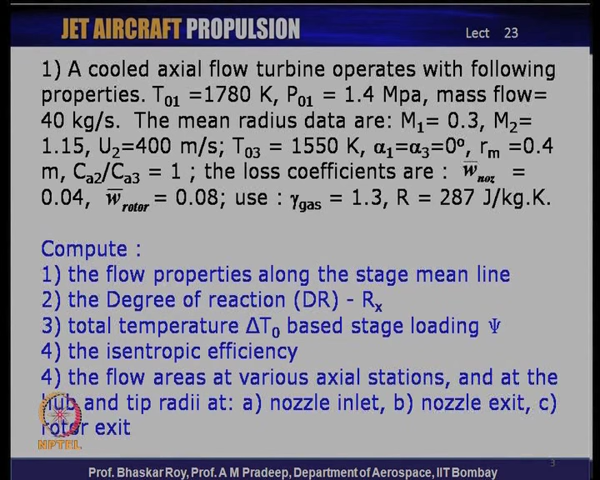 JET AIRCRAFT PROPULSION Lect 23
1) A cooled axial flow turbine operates with following
properties. T₀₁ =1780 K, P₀₁ = 1.4 Mpa, mass flow=
40 kg/s. The mean radius data are: M₁= 0.3, M₂=
1.15, U₂=400 m/s; T₀₃ = 1550 K, α₁=α₃=0º, rₘ =0.4
m, Cₐ₂/Cₐ₃ = 1 ; the loss coefficients are : w̅ₙₒz =
0.04, w̅ᵣₒₜₒᵣ = 0.08; use : γgas = 1.3, R = 287 J/kg.K.
Compute :
1) the flow properties along the stage mean line
2) the Degree of reaction (DR) - Rₓ
3) total temperature ΔT₀ based stage loading Ψ
4) the isentropic efficiency
4) the flow areas at various axial stations, and at the
hub and tip radii at: a) nozzle inlet, b) nozzle exit, c)
rotor exit
NPTEL
3
Prof. Bhaskar Roy, Prof. A M Pradeep, Department of Aerospace, IIT Bombay